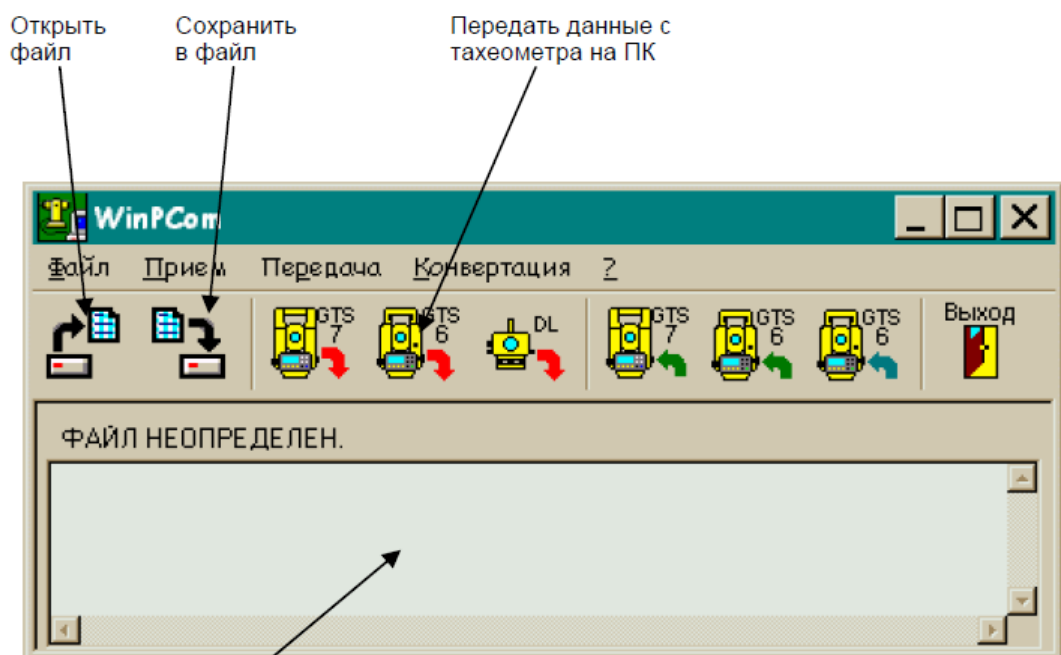 Открыть
файл
Сохранить
в файл
Передать данные с
тахеометра на ПК
WinPCom
Файл Прием Передача Конвертация ?
GTS
7
GTS
6
DL
GTS
7
GTS
6
GTS
6
Выход
ФАЙЛ НЕОПРЕДЕЛЕН.